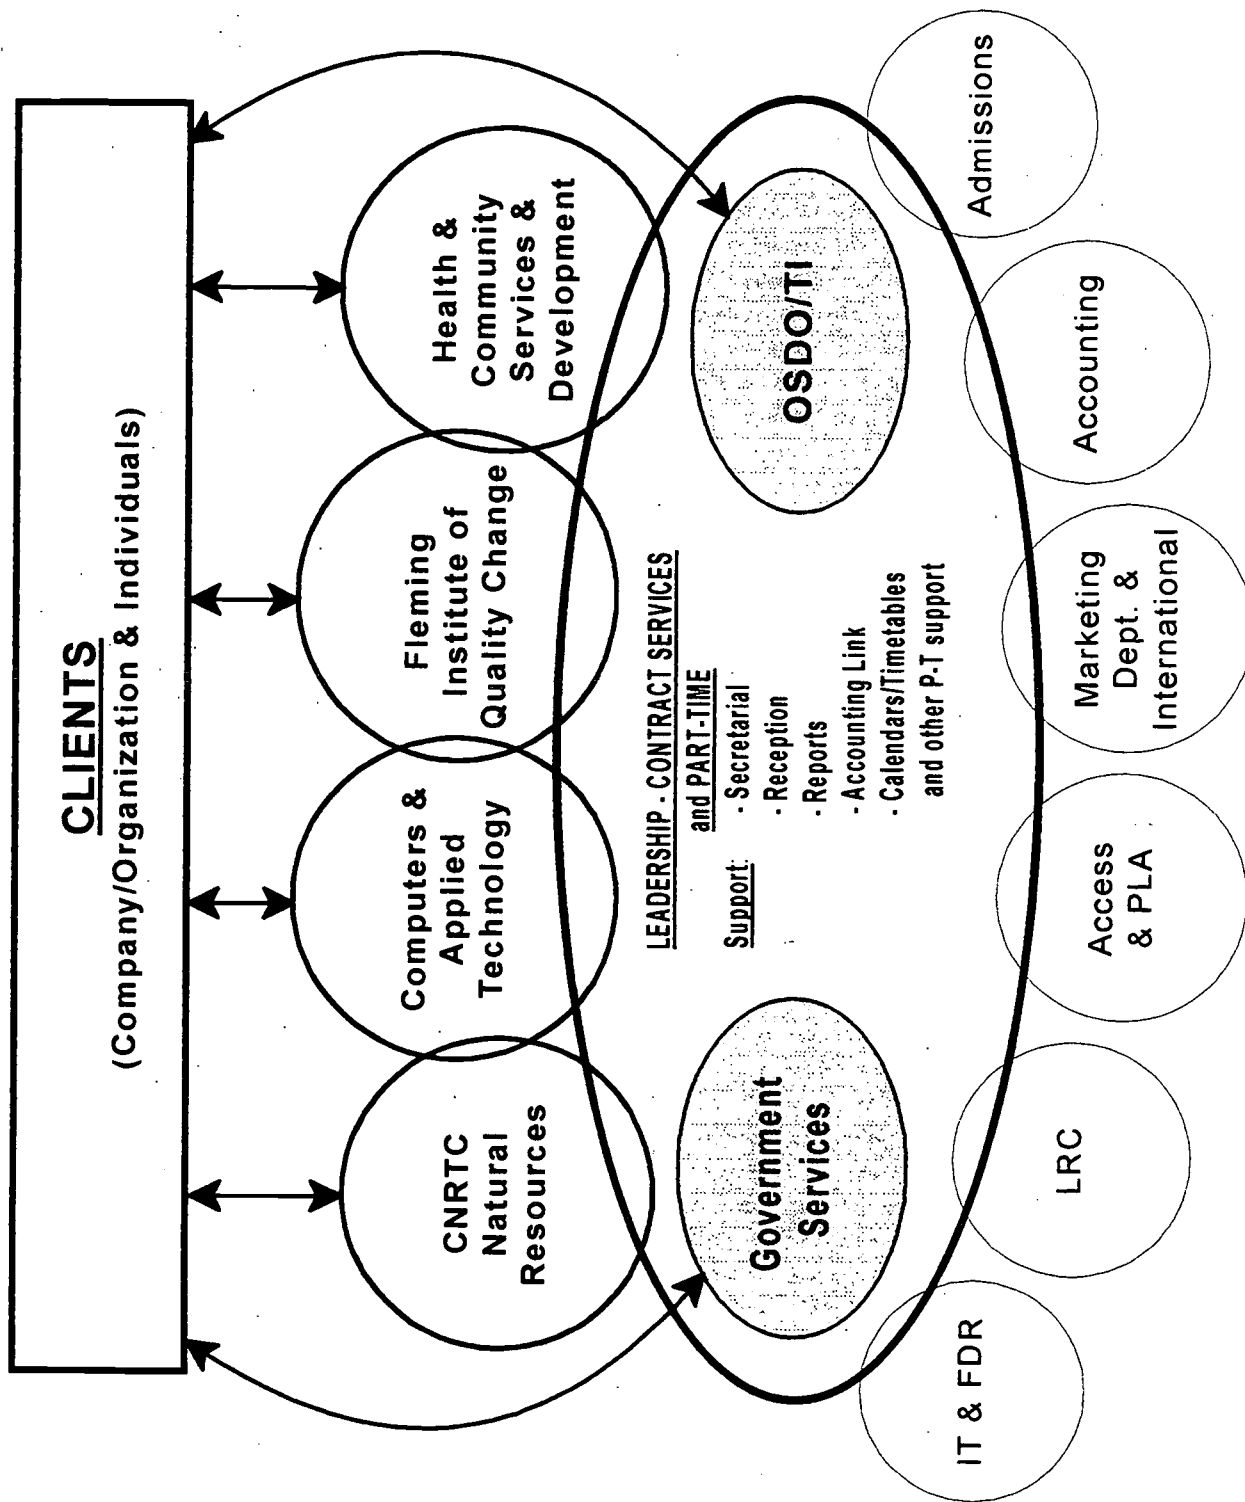 CLIENTS
(Company/Organization & Individuals)
CNRTC
Natural
Resources
Computers &
Applied
Technology
Fleming
Institute of
Quality Change
Health &
Community
Services &
Development
Government
Services
LEADERSHIP - CONTRACT SERVICES
and PART-TIME
Support: - Secretarial
- Reception
- Reports
- Accounting Link
- Calendars/Timetables
and other P-T support
OSDO/TI
IT & FDR
LRC
Access
& PLA
Marketing
Dept. &
International
Accounting
Admissions